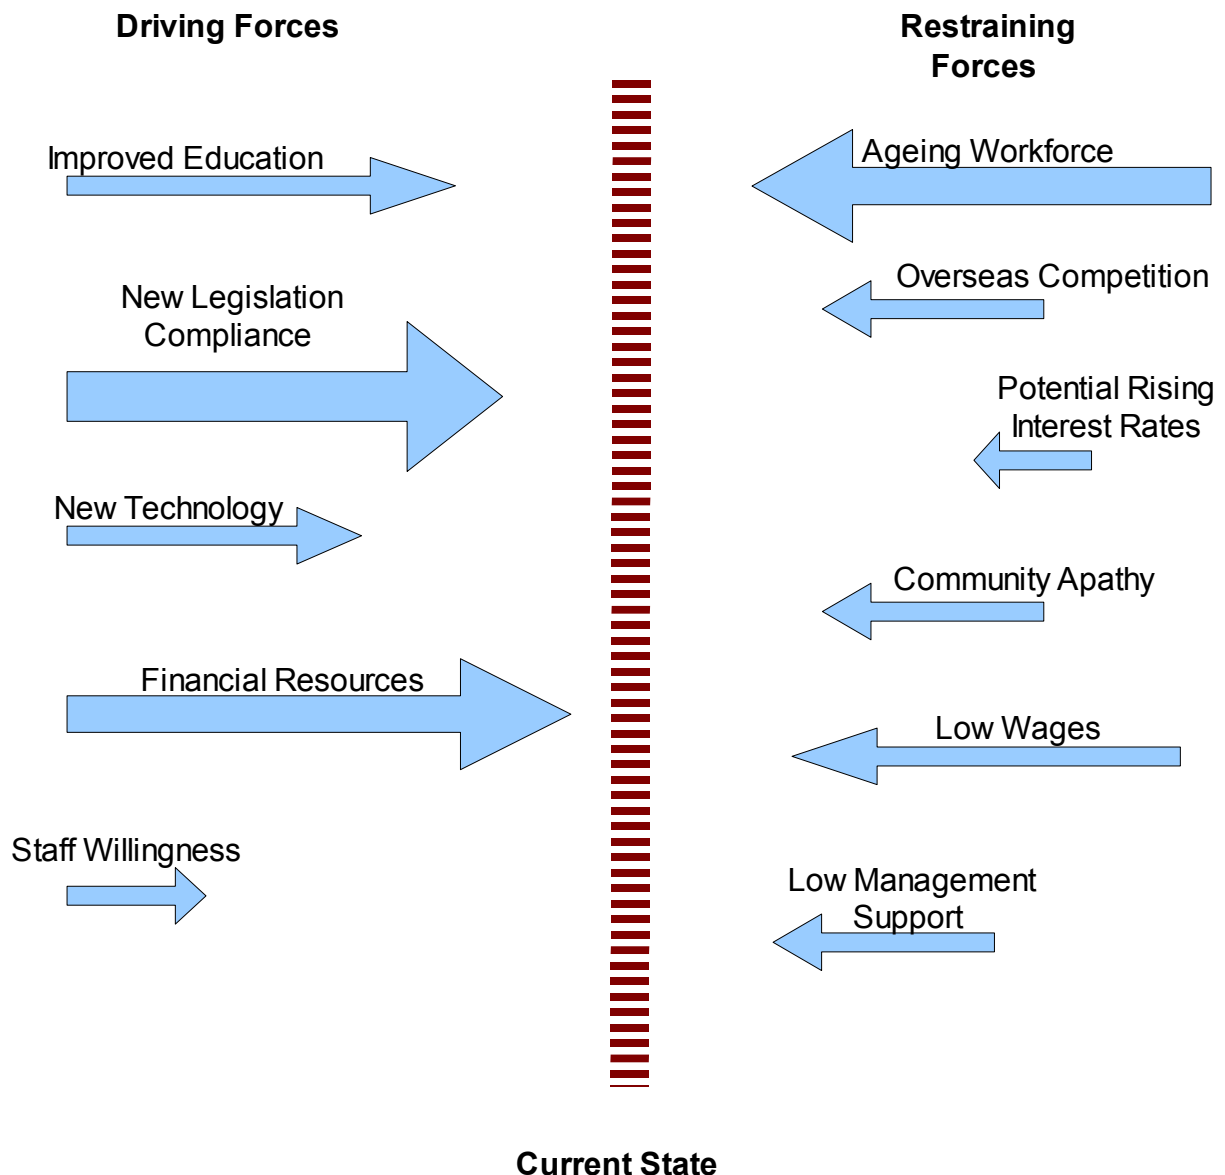 Driving Forces
Restraining
Forces
Improved Education
Ageing Workforce
New Legislation
Compliance
Overseas Competition
Potential Rising
Interest Rates
New Technology
Community Apathy
Financial Resources
Low Wages
Staff Willingness
Low Management
Support
Current State